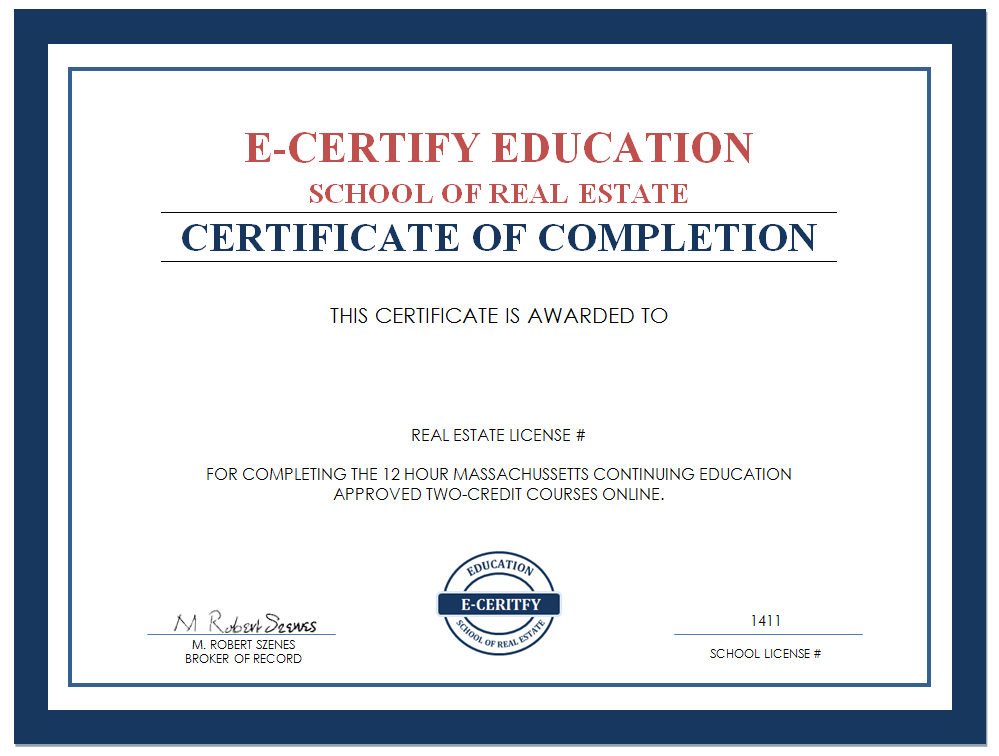 E-CERTIFY EDUCATION
SCHOOL OF REAL ESTATE
CERTIFICATE OF COMPLETION
THIS CERTIFICATE IS AWARDED TO
REAL ESTATE LICENSE #
FOR COMPLETING THE 12 HOUR MASSACHUSSETTS CONTINUING EDUCATION
APPROVED TWO-CREDIT COURSES ONLINE.
EDUCATION
E-CERITFY
SCHOOL OF REAL ESTATE
M Robert Szenes
M. ROBERT SZENES
BROKER OF RECORD
1411
SCHOOL LICENSE #